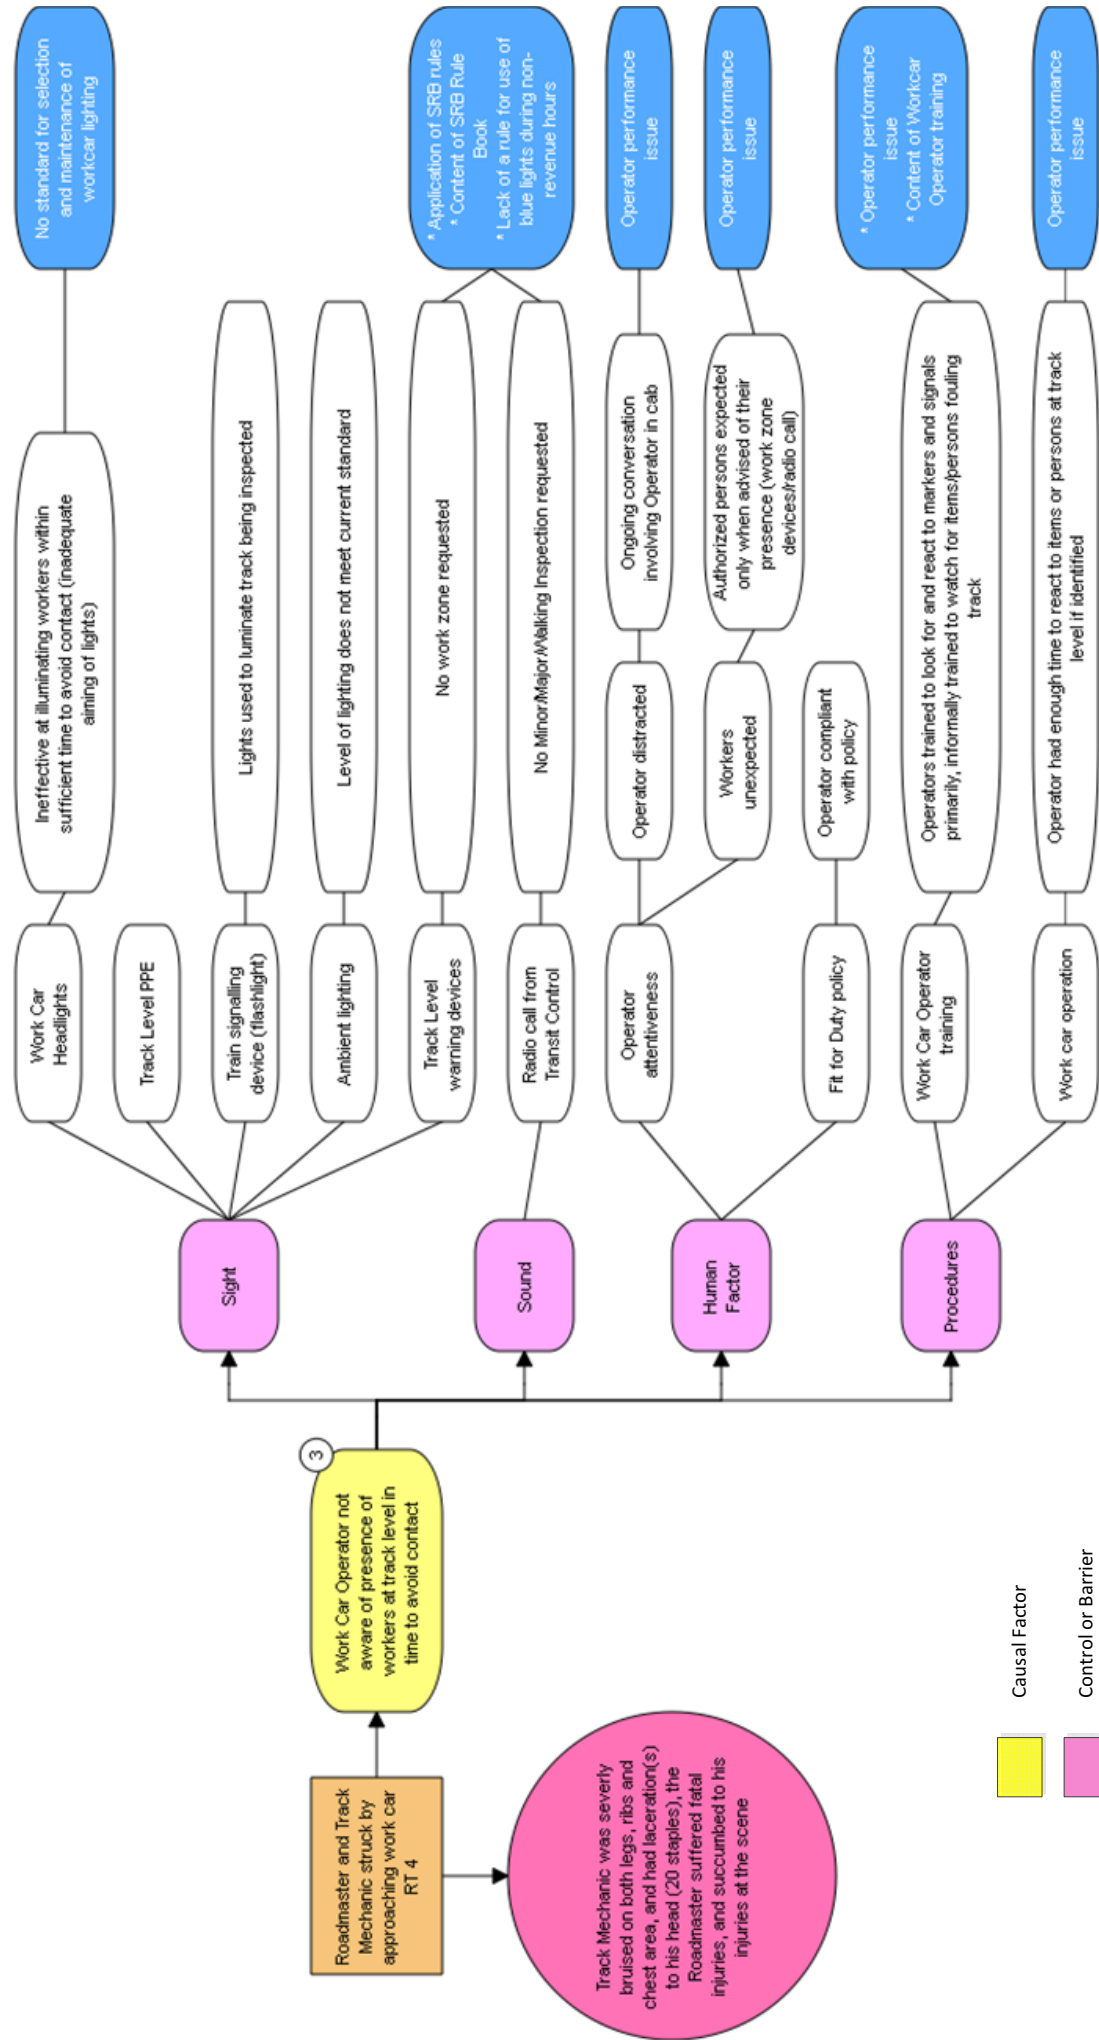 Roadmaster and Track
Mechanic struck by
approaching work car
RT 4
Track Mechanic was severly
bruised on both legs, ribs and
chest area, and had laceration(s)
to his head (20 staples), the
Roadmaster suffered fatal
injuries, and succumbed to his
injuries at the scene
3
Work Car Operator not
aware of presence of
workers at track level in
time to avoid contact
Sight
Work Car
Headlights
Ineffective at illuminating workers within
sufficient time to avoid contact (inadequate
aiming of lights)
No standard for selection
and maintenance of
workcar lighting
Track Level PPE
Train signalling
device (flashlight)
Lights used to luminate track being inspected
Ambient lighting
Level of lighting does not meet current standard
Track Level
warning devices
No work zone requested
* Application of SRB rules
* Content of SRB Rule
Book
* Lack of a rule for use of
blue lights during non-
revenue hours
Sound
Radio call from
Transit Control
No Minor/Major/Walking Inspection requested
Human
Factor
Operator
attentiveness
Operator distracted
Ongoing conversation
involving Operator in cab
Operator performance
issue
Workers
unexpected
Authorized persons expected
only when advised of their
presence (work zone
devices/radio call)
Operator performance
issue
Fit for Duty policy
Operator compliant
with policy
Procedures
Work Car Operator
training
Operators trained to look for and react to markers and signals
primarily, informally trained to watch for items/persons fouling
track
* Operator performance
issue
* Content of Workcar
Operator training
Work car operation
Operator had enough time to react to items or persons at track
level if identified
Operator performance
issue
Causal Factor
Control or Barrier